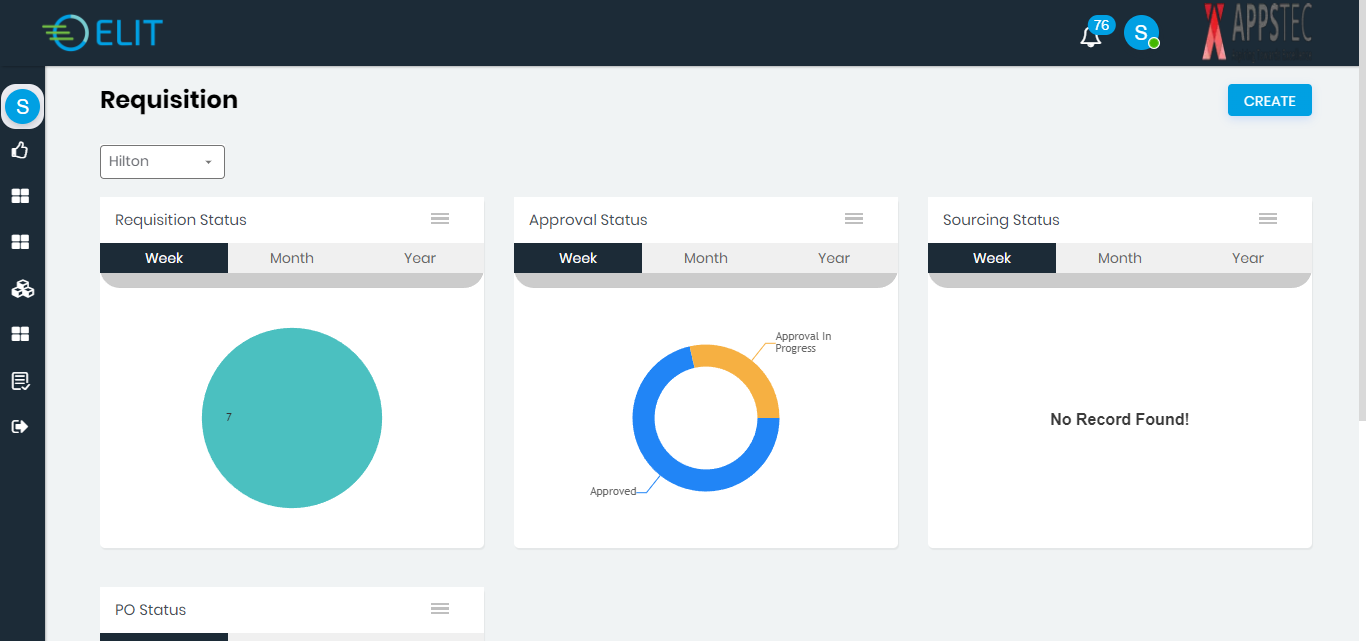 ELIT
76
S
APPSTEC
S
Requisition
CREATE
Hilton
Requisition Status
Week Month Year
7
Approval Status
Week Month Year
Approval In
Progress
Approved
Sourcing Status
Week Month Year
No Record Found!
PO Status